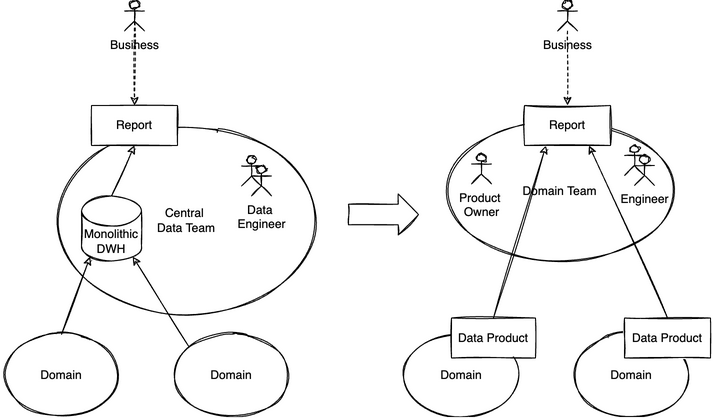 Business
Report
Central
Data Team
Data
Engineer
Monolithic
DWH
Domain
Domain
Business
Report
Product
Owner
Domain Team
Engineer
Data Product
Domain
Data Product
Domain